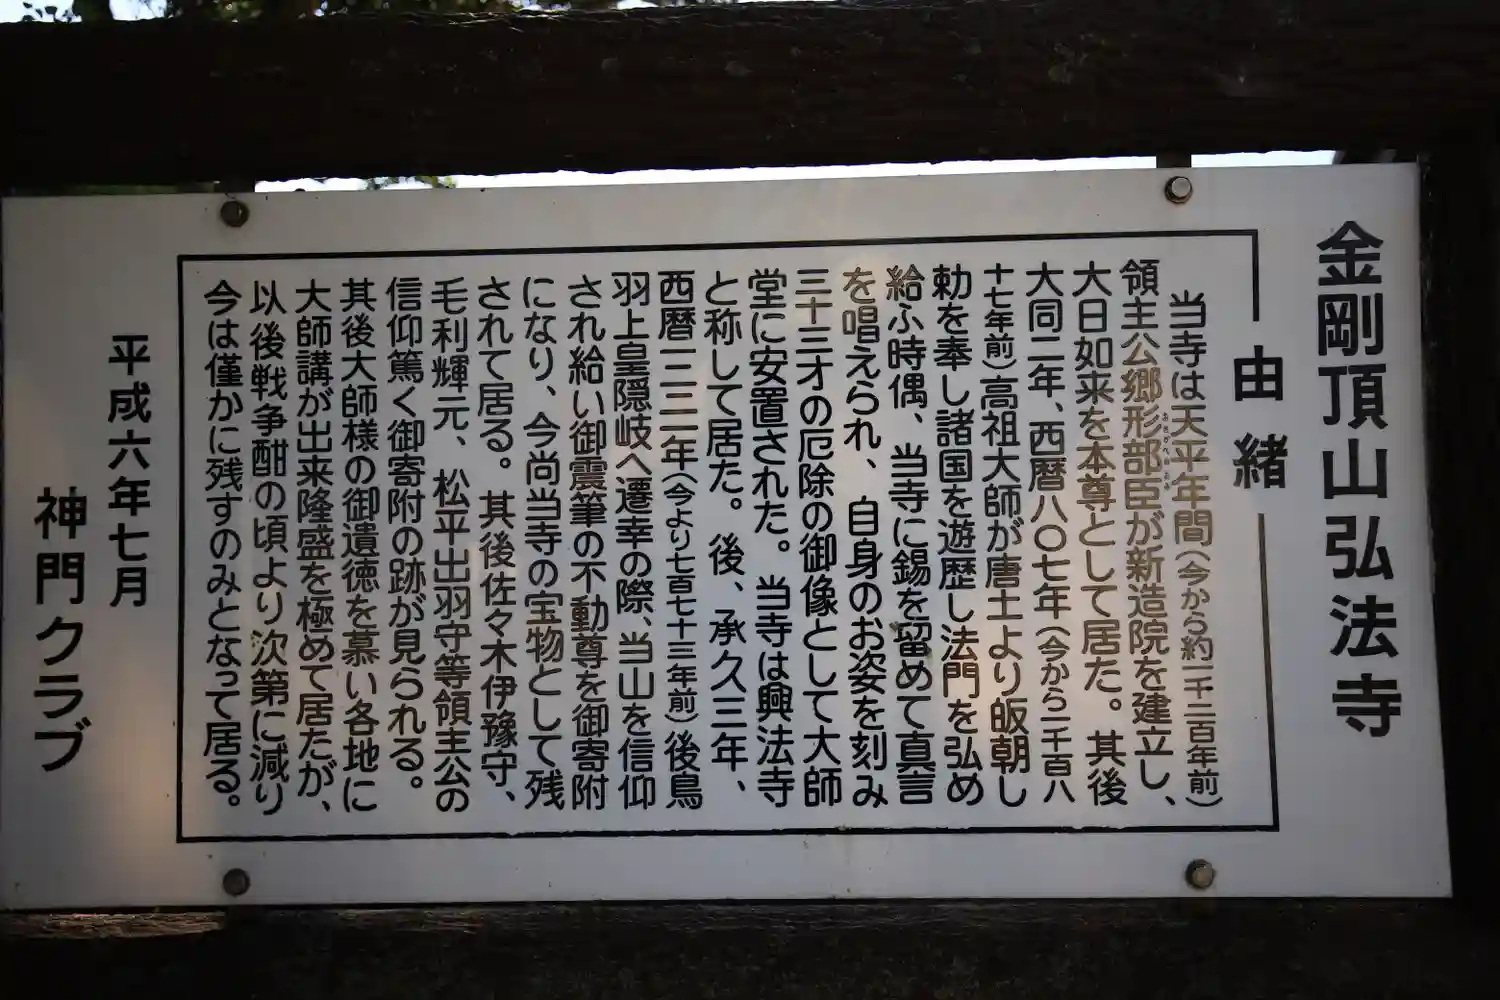 金剛頂山弘法寺
由緒
当寺は天平年間（今から約一千二百年前）
領主公郷形部臣が新造院を建立し、
大日如来を本尊として居た。其後
大同二年、西暦八〇七年（今から一千百八
十七年前）高祖大師が唐土より皈朝し
勅を奉し諸国を遊歴し法門を弘め
給ふ時偶、当寺に錫を留めて真言
を唱えられ、自身のお姿を刻み
三十三才の厄除の御像として大師
堂に安置された。当寺は興法寺
と称して居た。後、承久三年、
西暦一二二一年（今より七百七十三年前）後鳥
羽上皇隠岐へ遷幸の際、当山を信仰
され給い御震筆の不動尊を御寄附
になり、今尚当寺の宝物として残
されて居る。其後佐々木伊豫守、
毛利輝元、松平出羽守等領主公の
信仰篤く御寄附の跡が見られる。
其後大師様の御遺徳を慕い各地に
大師講が出来隆盛を極めて居たが、
以後戦争酣の頃より次第に減り
今は僅かに残すのみとなって居る。
平成六年七月
神門クラブ